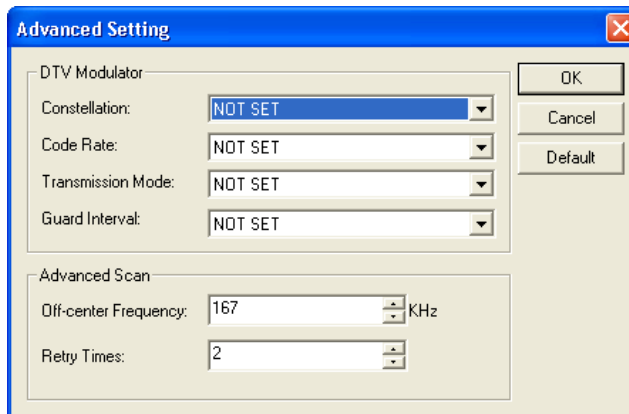 Advanced Setting
DTV Modulator
OK
Constellation: NOT SET
Cancel
Code Rate: NOT SET
Default
Transmission Mode: NOT SET
Guard Interval: NOT SET
Advanced Scan
Off-center Frequency: 167 KHz
Retry Times: 2